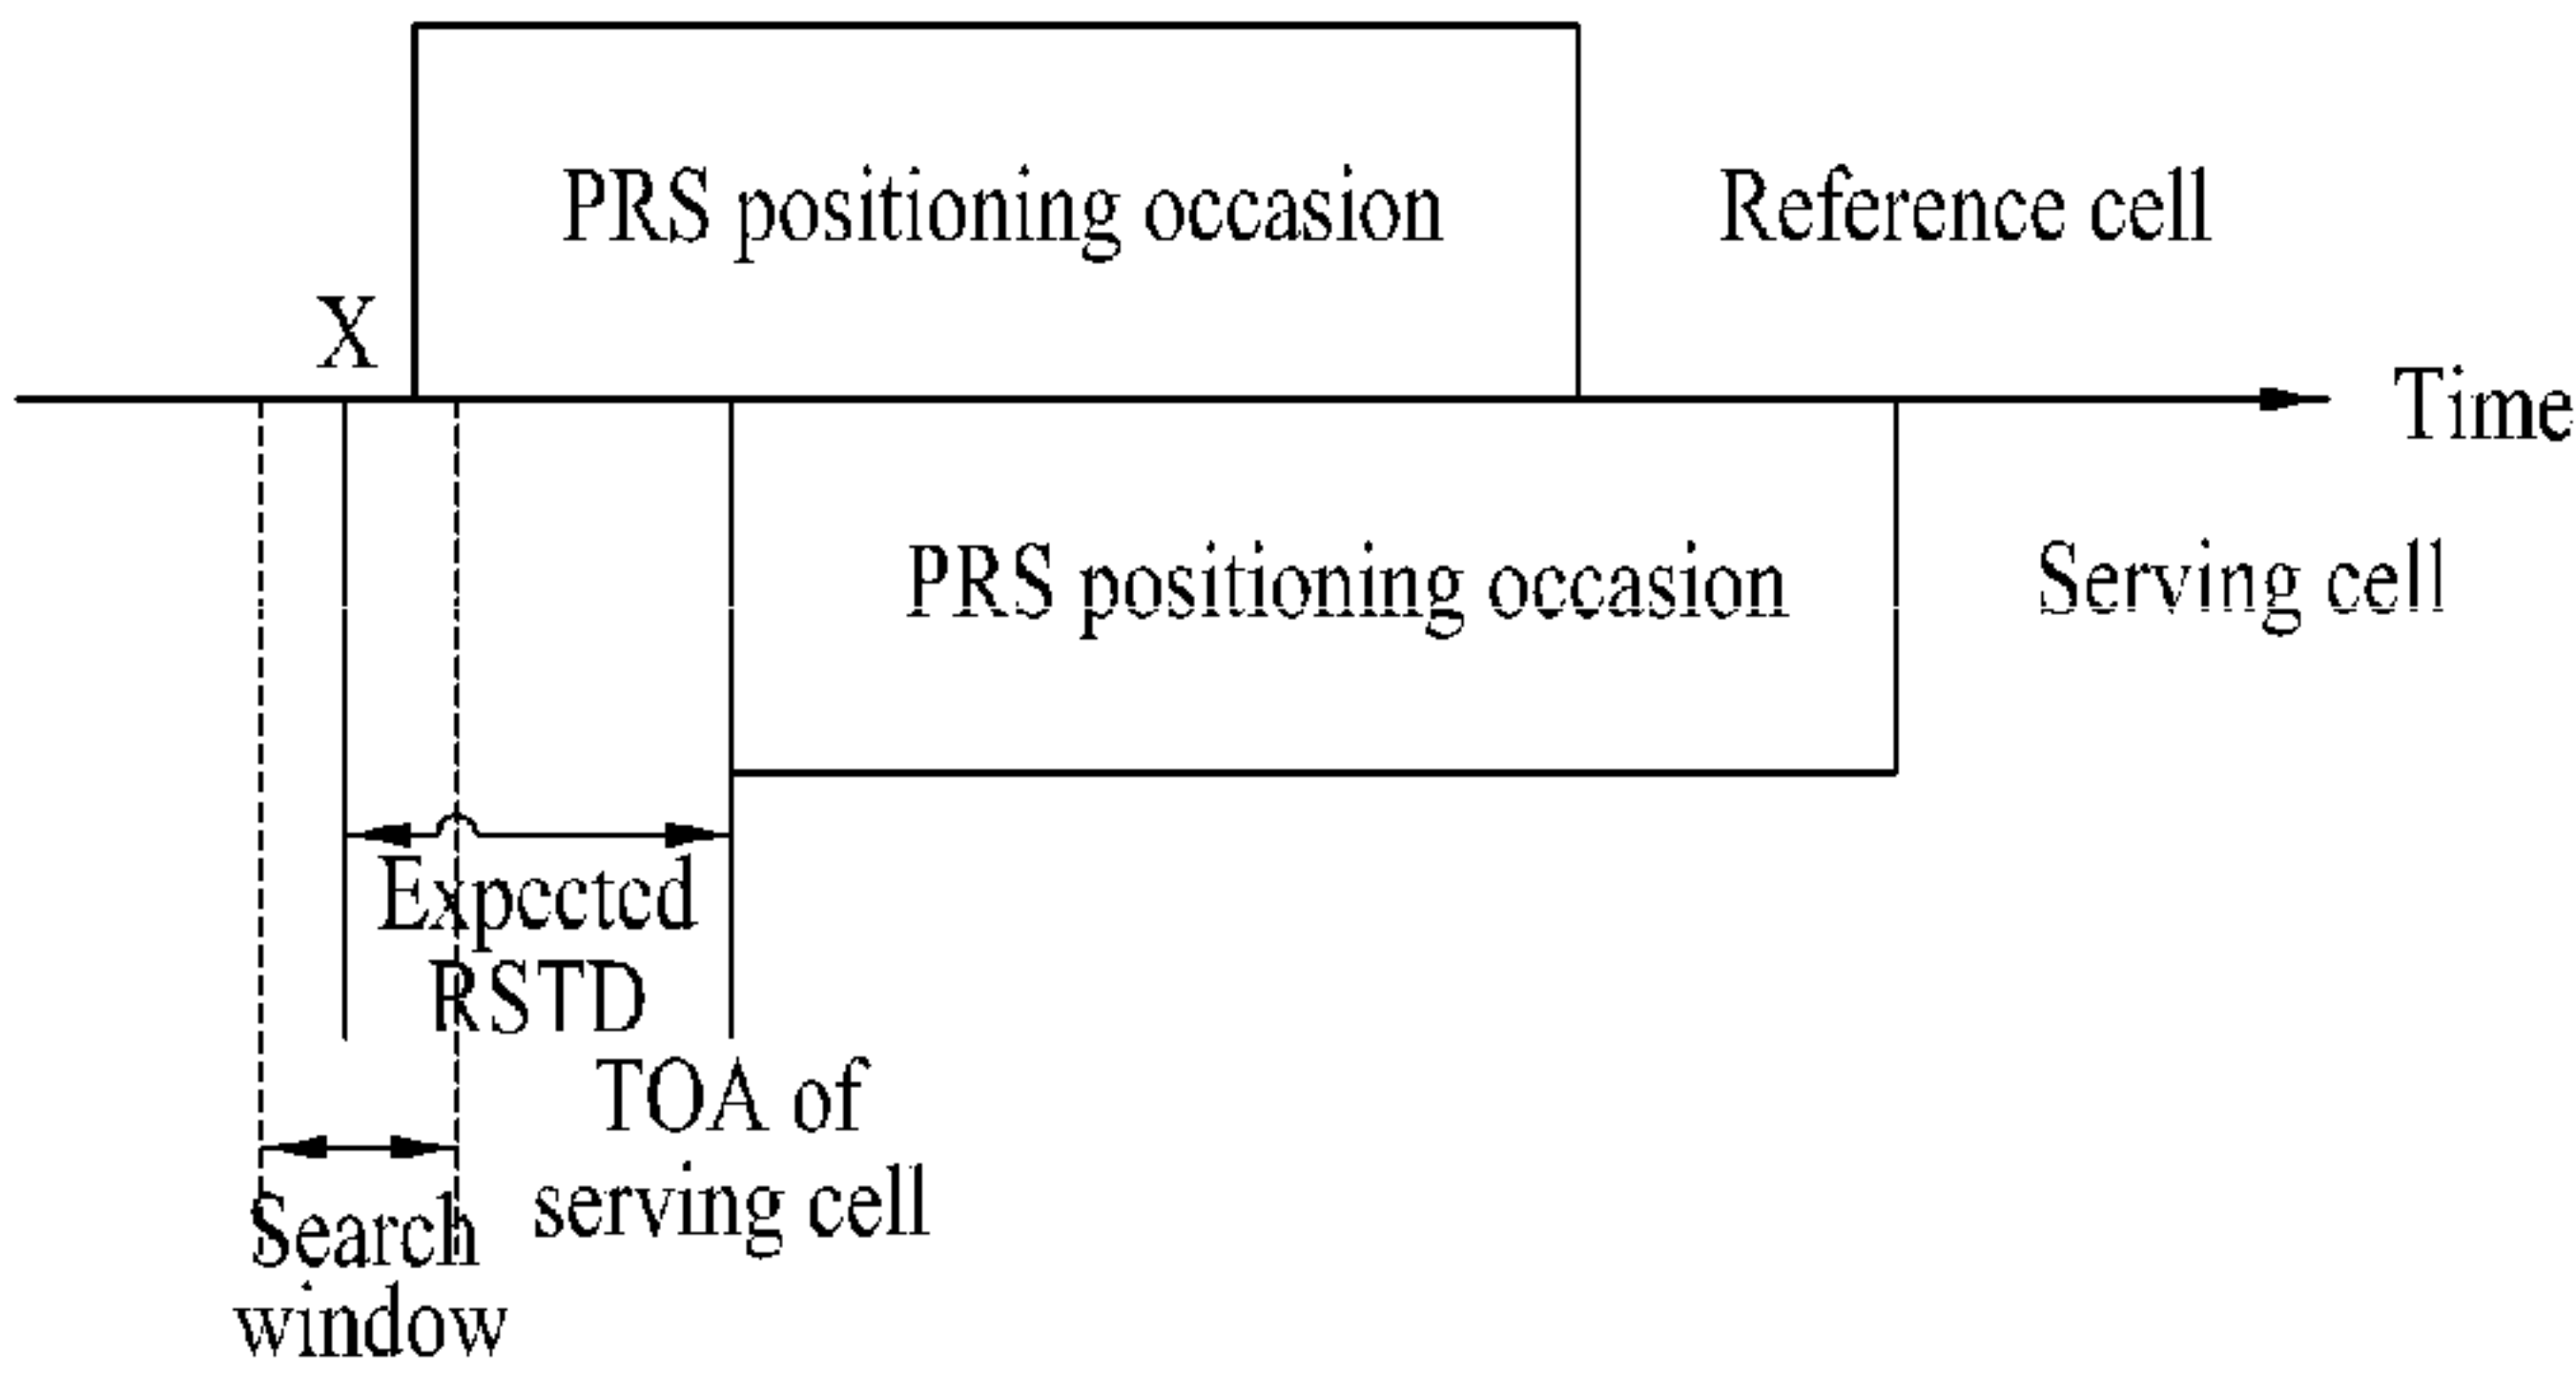 PRS positioning occasion
Reference cell
X
Time
PRS positioning occasion
Serving cell
Expected
RSTD
TOA of
serving cell
Search
window